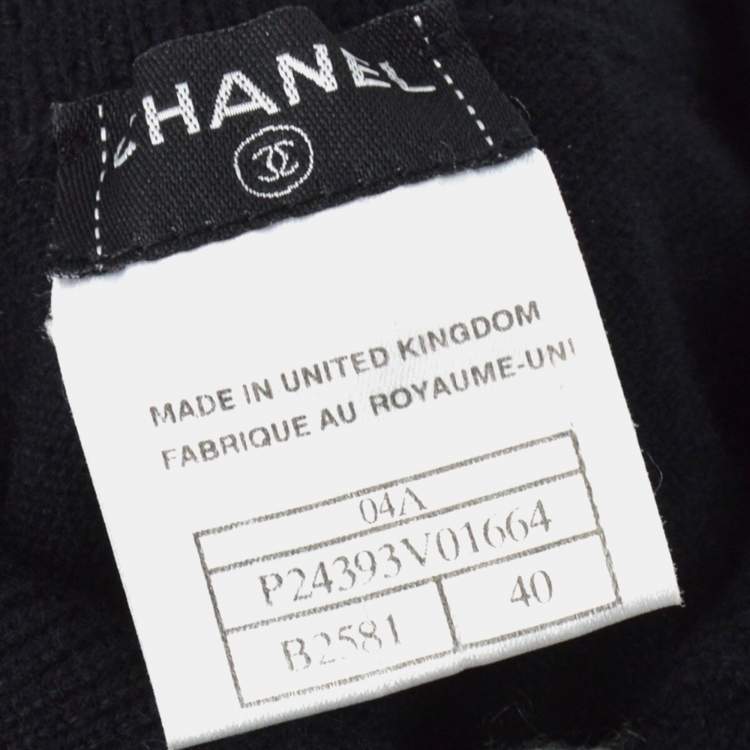 CHANEL
MADE IN UNITED KINGDOM
FABRIQUE AU ROYAUME-UNI
04A
P24393V01664
B2581 40